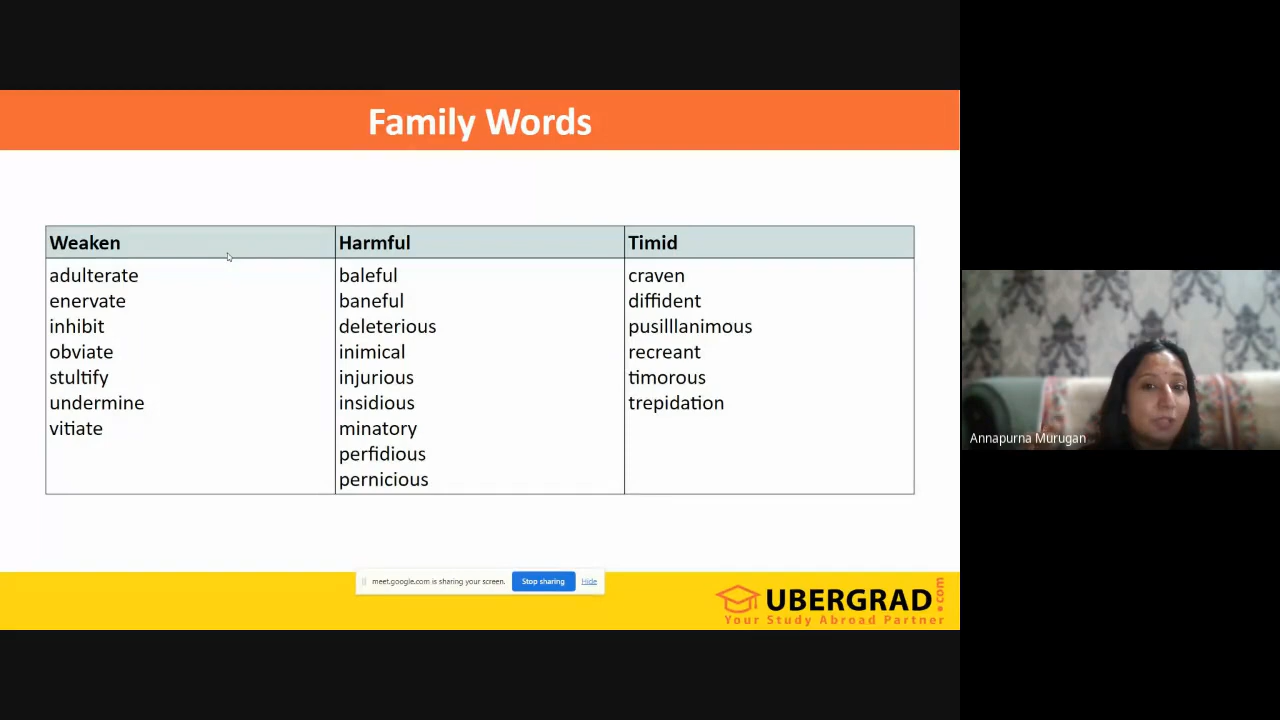 Family Words
Weaken
adulterate
enervate
inhibit
obviate
stultify
undermine
vitiate
Harmful
baleful
baneful
deleterious
inimical
injurious
insidious
minatory
perfidious
pernicious
Timid
craven
diffident
pusilllanimous
recreant
timorous
trepidation
Annapurna Murugan
meet.google.com is sharing your screen. Stop sharing Hide
UBERGRAD.com
Your Study Abroad Partner